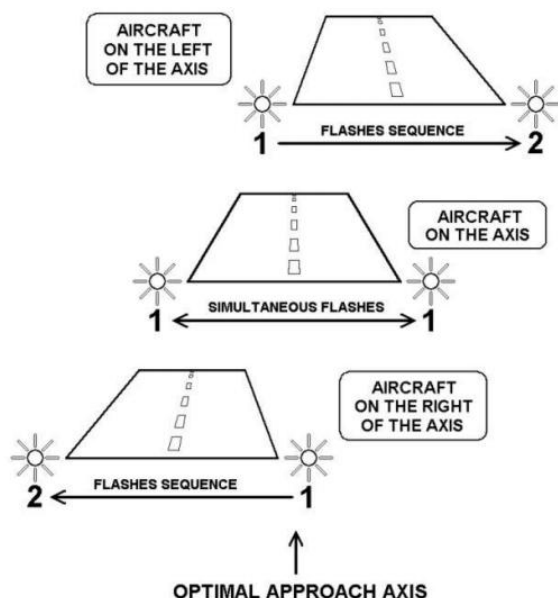 AIRCRAFT
ON THE LEFT
OF THE AXIS
1
FLASHES SEQUENCE
2
AIRCRAFT
ON THE AXIS
1
SIMULTANEOUS FLASHES
1
AIRCRAFT
ON THE RIGHT
OF THE AXIS
2
FLASHES SEQUENCE
1
OPTIMAL APPROACH AXIS